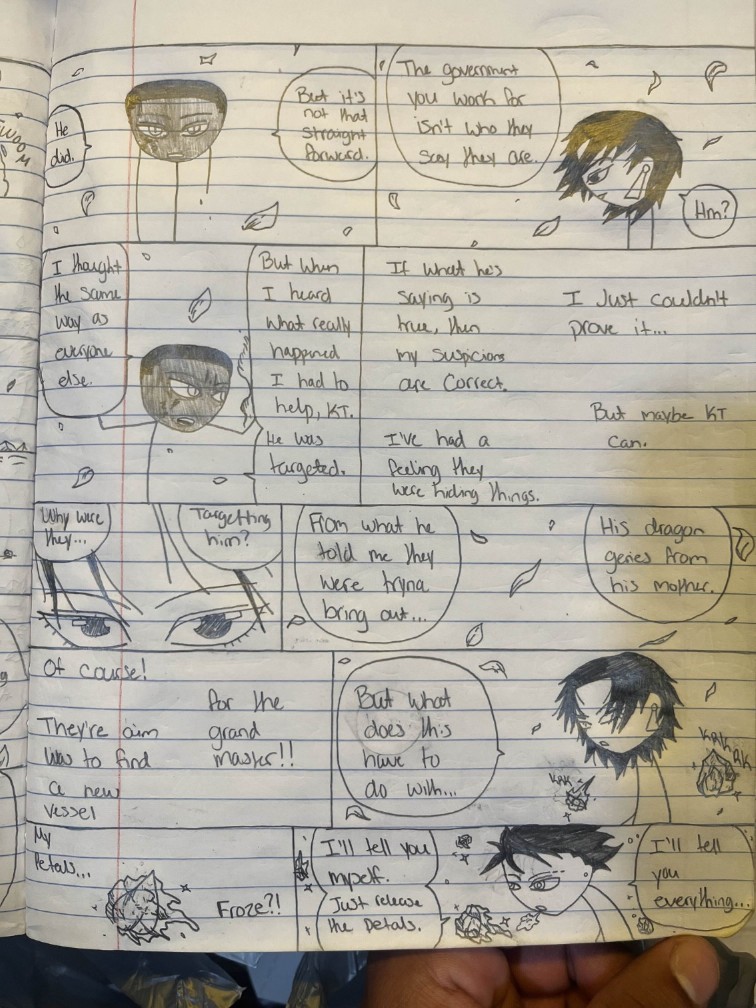 He
did.
But it's
not that
straight
forward.
The government
you work for
isn't who they
say they are.
Hm?
I thought
the same
way as
everyone
else.
But when
I heard
what really
happened
I had to
help, KT.
He was
targeted.
If what he's
saying is
true, then
my suspicions
are correct.
I've had a
feeling they
were hiding things.
I Just couldn't
prove it...
But maybe KT
can.
Why were
they...
Targetting
him?
From what he
told me they
were tryna
bring out...
His dragon
genes from
his mother.
Of course!
They're aim
was to find
a new
vessel
for the
grand
master!!
But what
does this
have to
do with...
KRK
KRK
RK
My
Petals...
Froze?!
I'll tell you
myself.
Just release
the petals.
I'll tell
you
everything...